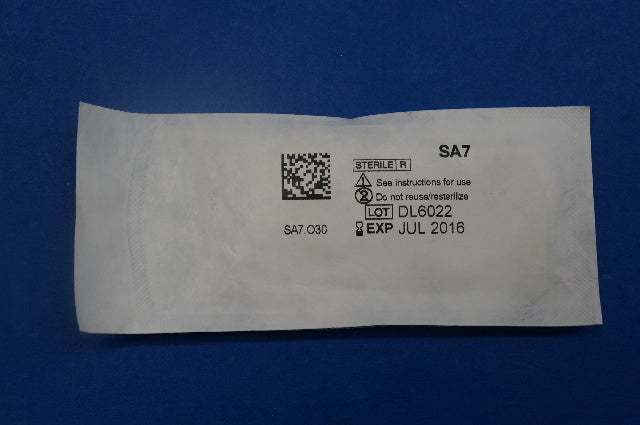 SA7
STERILE R
See instructions for use
Do not reuse/resterilize
LOT DL6022
EXP JUL 2016
SA7.O30